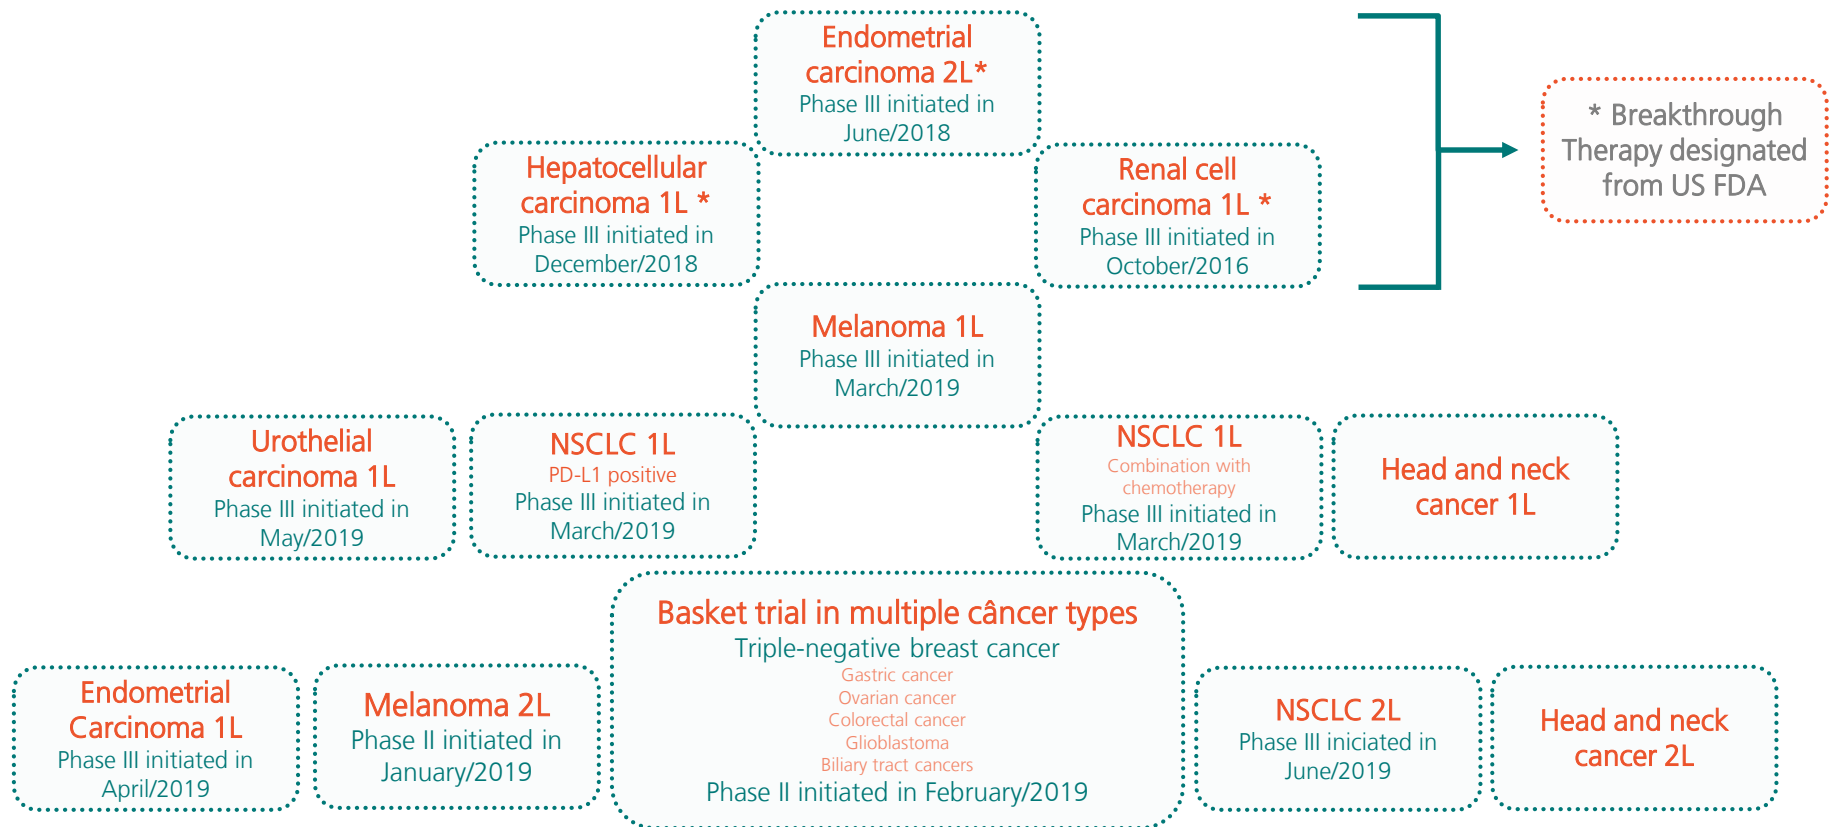 Endometrial
carcinoma 2L*
Phase III initiated in
June/2018
* Breakthrough
Therapy designated
from US FDA
Hepatocellular
carcinoma 1L *
Phase III initiated in
December/2018
Renal cell
carcinoma 1L *
Phase III initiated in
October/2016
Melanoma 1L
Phase III initiated in
March/2019
Urothelial
carcinoma 1L
Phase III initiated in
May/2019
NSCLC 1L
PD-L1 positive
Phase III initiated in
March/2019
NSCLC 1L
Combination with
chemotherapy
Phase III initiated in
March/2019
Head and neck
cancer 1L
Basket trial in multiple câncer types
Triple-negative breast cancer
Gastric cancer
Ovarian cancer
Colorectal cancer
Glioblastoma
Biliary tract cancers
Phase II initiated in February/2019
Endometrial
Carcinoma 1L
Phase III initiated in
April/2019
Melanoma 2L
Phase II initiated in
January/2019
NSCLC 2L
Phase III iniciated in
June/2019
Head and neck
cancer 2L